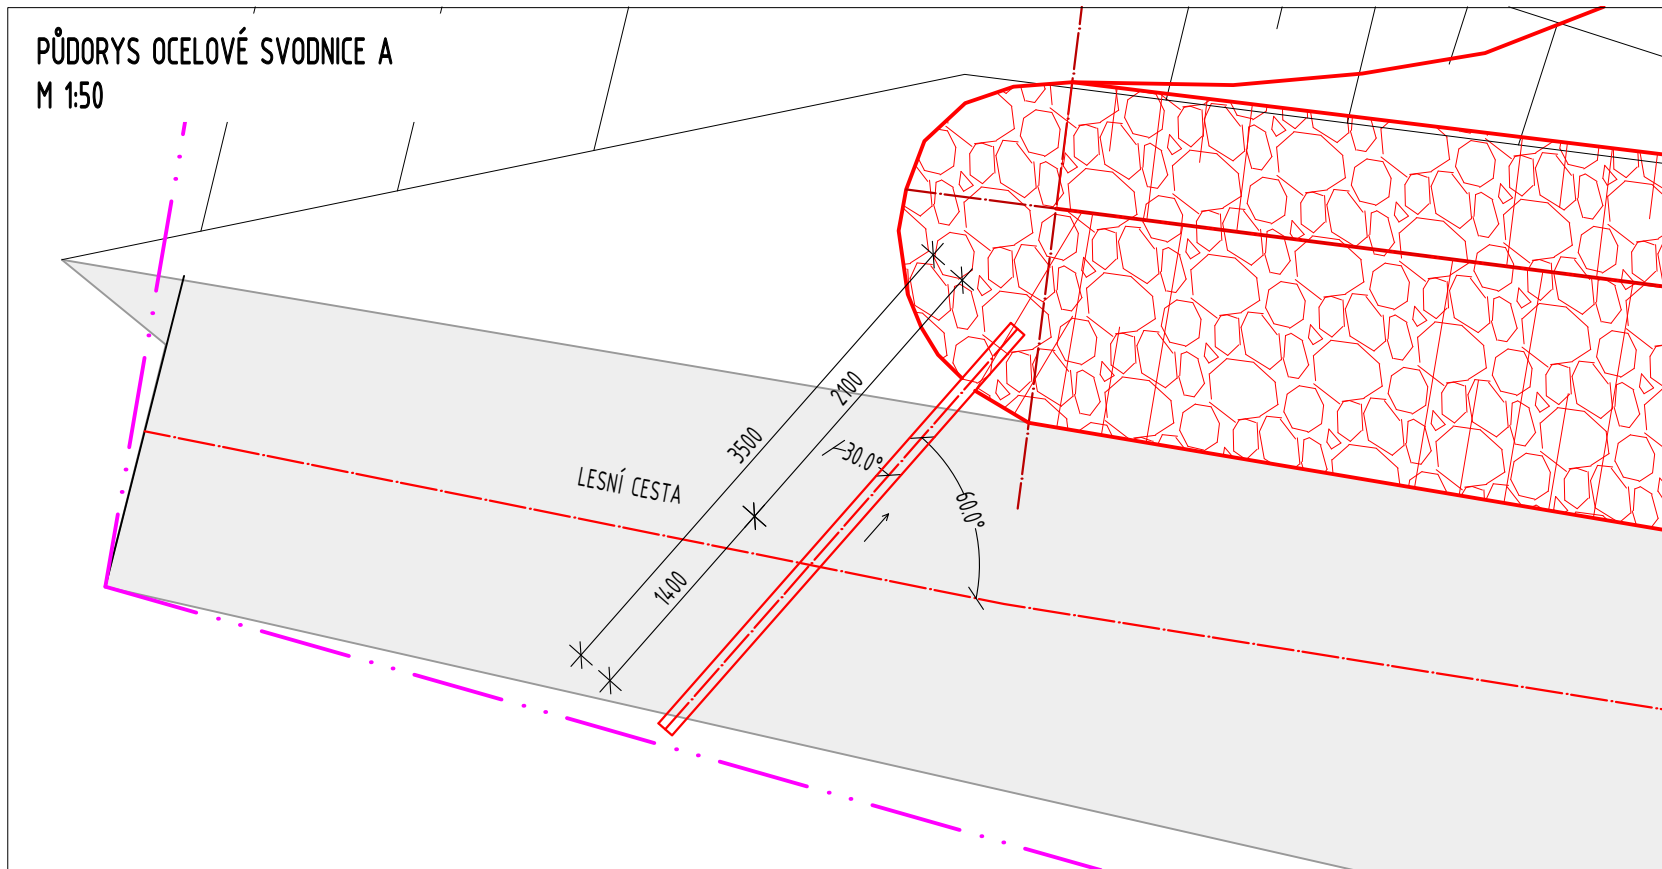 PŮDORYS OCELOVÉ SVODNICE A
M 1:50
2100
3500
30.0°
LESNÍ CESTA
60.0°
1400